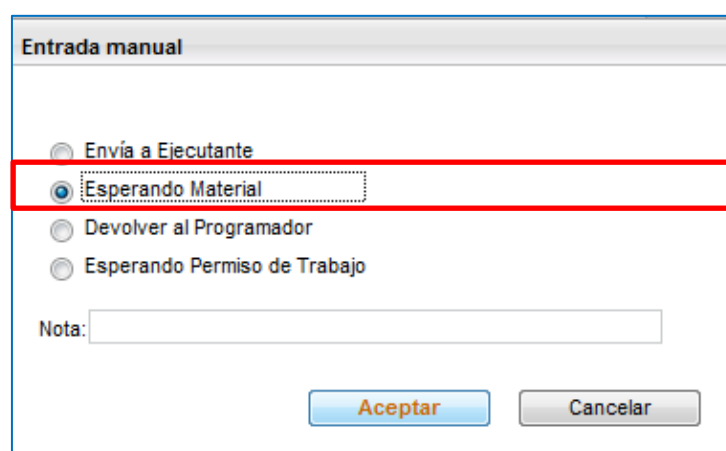 Entrada manual
Envía a Ejecutante
Esperando Material
Devolver al Programador
Esperando Permiso de Trabajo
Nota:
Aceptar Cancelar